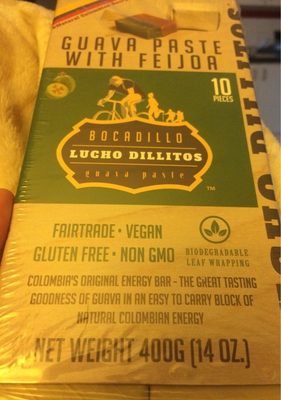 GUAVA PASTE
WITH FEIJOA
10
PIECES
BOCADILLO
LUCHO DILLITOS
guava paste
TM
FAIRTRADE • VEGAN
GLUTEN FREE • NON GMO
BIODEGRADABLE
LEAF WRAPPING
COLOMBIA'S ORIGINAL ENERGY BAR - THE GREAT TASTING
GOODNESS OF GUAVA IN AN EASY TO CARRY BLOCK OF
NATURAL COLOMBIAN ENERGY
NET WEIGHT 400G (14 OZ.)